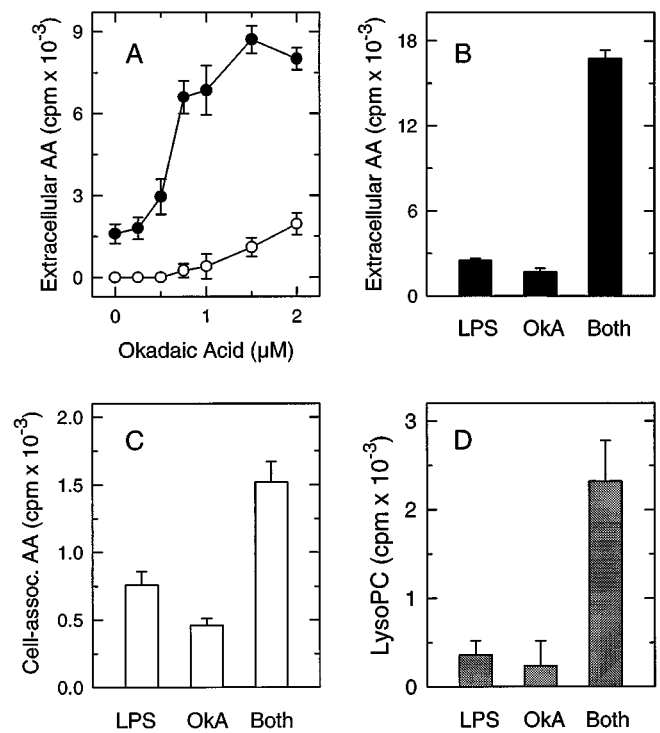 A
Extracellular AA (cpm x 10⁻³)
9
6
3
0
0
1
2
Okadaic Acid (µM)
B
Extracellular AA (cpm x 10⁻³)
18
12
6
0
LPS OkA Both
C
Cell-assoc. AA (cpm x 10⁻³)
2.0
1.5
1.0
0.5
0.0
LPS OkA Both
D
LysoPC (cpm x 10⁻³)
3
2
1
0
LPS OkA Both